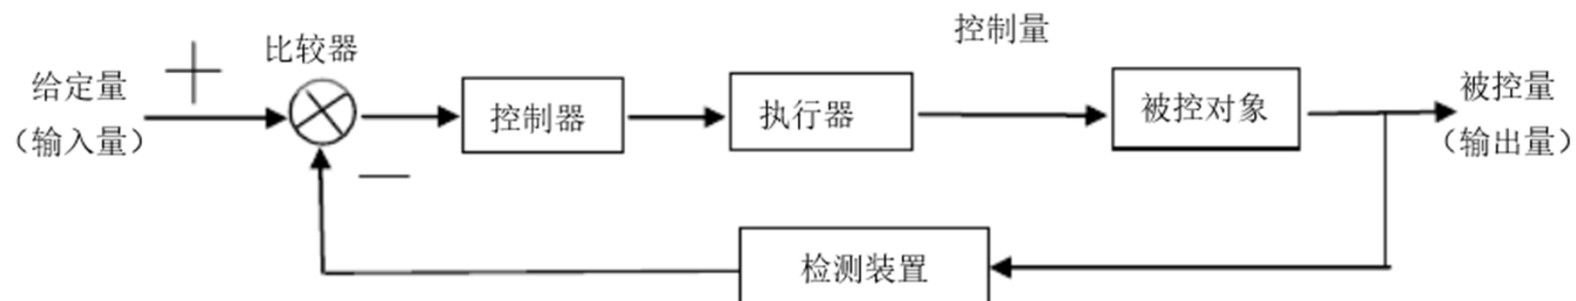 控制量
比较器
给定量
（输入量）
+
控制器
执行器
被控对象
被控量
（输出量）
—
检测装置